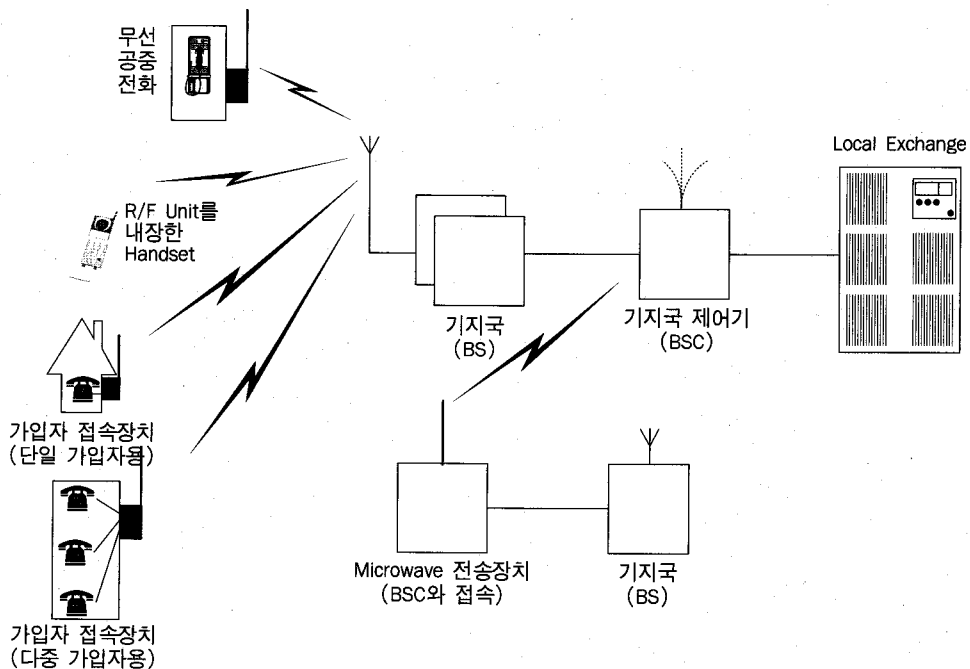 무선
공중
전화
R/F Unit를
내장한
Handset
가입자 접속장치
(단일 가입자용)
가입자 접속장치
(다중 가입자용)
기지국
(BS)
기지국 제어기
(BSC)
Local Exchange
Microwave 전송장치
(BSC와 접속)
기지국
(BS)